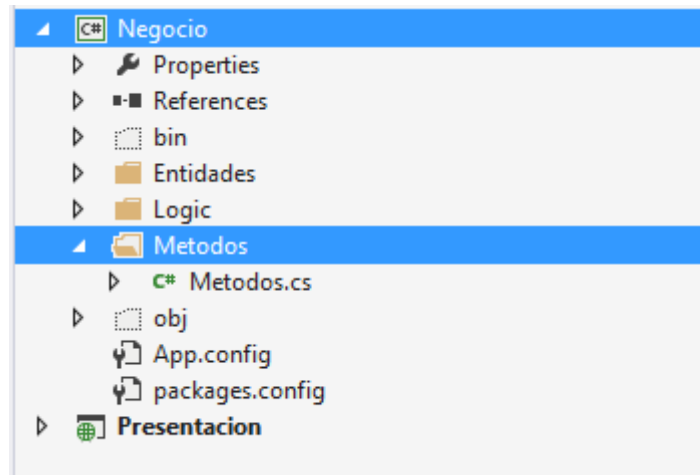 C# Negocio
Properties
References
bin
Entidades
Logic
Metodos
C# Metodos.cs
obj
App.config
packages.config
Presentacion